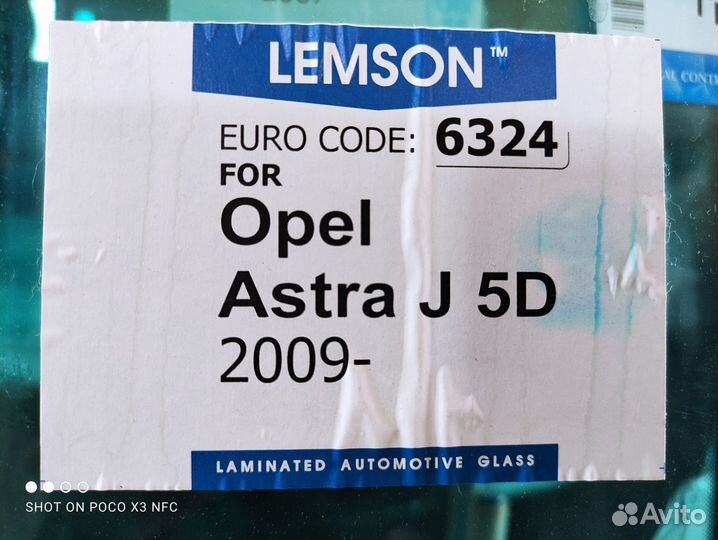 LEMSON™
EURO CODE: 6324
FOR
Opel
Astra J 5D
2009-
LAMINATED AUTOMOTIVE GLASS
SHOT ON POCO X3 NFC
Avito